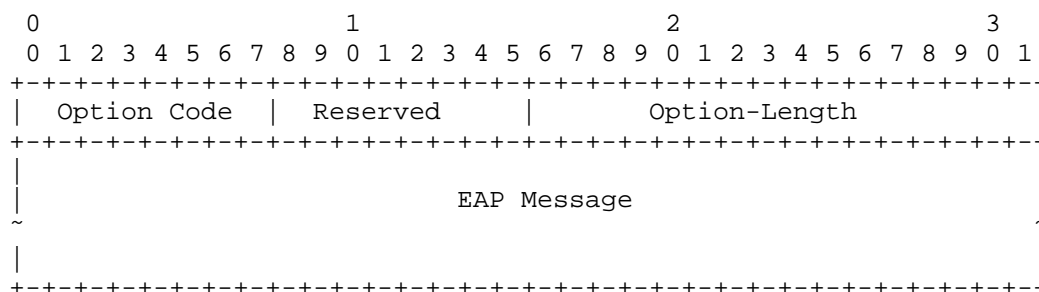 0                   1                   2                   3
0 1 2 3 4 5 6 7 8 9 0 1 2 3 4 5 6 7 8 9 0 1 2 3 4 5 6 7 8 9 0 1
+-+-+-+-+-+-+-+-+-+-+-+-+-+-+-+-+-+-+-+-+-+-+-+-+-+-+-+-+-+-+-+--
|  Option Code  |  Reserved     |       Option-Length
+-+-+-+-+-+-+-+-+-+-+-+-+-+-+-+-+-+-+-+-+-+-+-+-+-+-+-+-+-+-+-+--
|
|                           EAP Message
~                                                               ~
|
+-+-+-+-+-+-+-+-+-+-+-+-+-+-+-+-+-+-+-+-+-+-+-+-+-+-+-+-+-+-+-+--